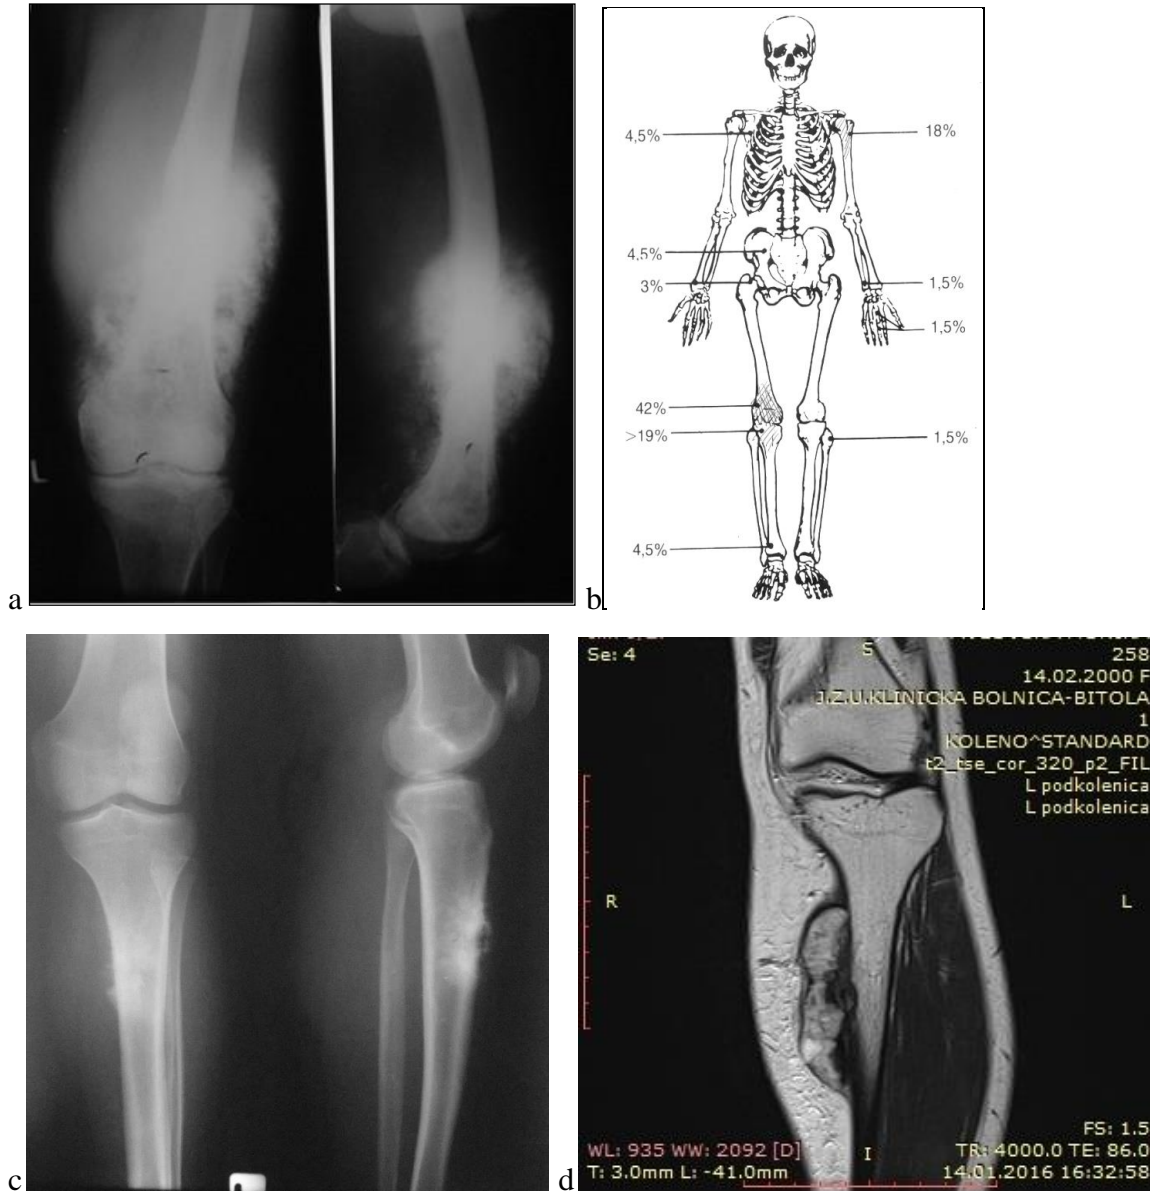 L
a
4,5%
18%
4,5%
3%
1,5%
1,5%
42%
>19%
1,5%
4,5%
b
c
Se: 4
S
258
14.02.2000 F
J.Z.U.KLINICKA BOLNICA-BITOLA
1
KOLENO^STANDARD
t2_tse_cor_320_p2_FIL
L podkolenica
L podkolenica
R
L
FS: 1.5
WL: 935 WW: 2092 [D]
I
TR: 4000.0 TE: 86.0
T: 3.0mm L: -41.0mm
14.01.2016 16:32:58
d